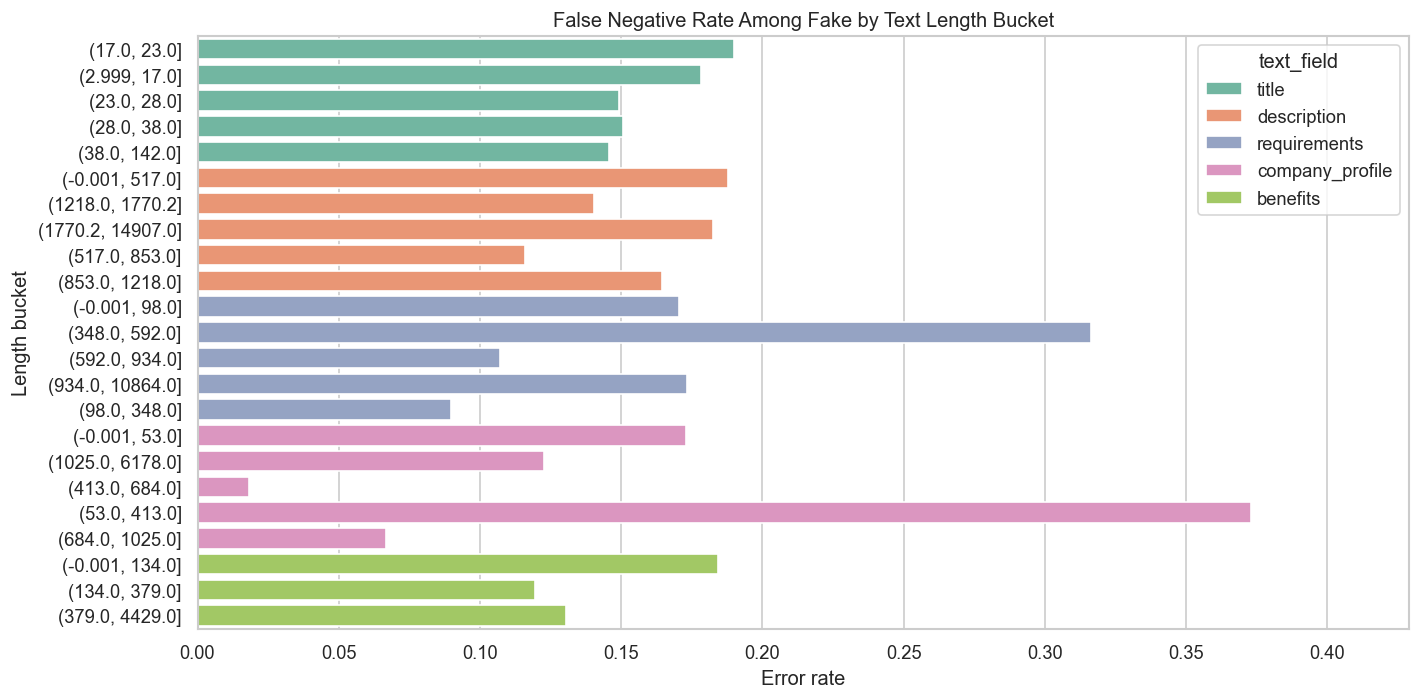 False Negative Rate Among Fake by Text Length Bucket
Length bucket
(17.0, 23.0]
(2.999, 17.0]
(23.0, 28.0]
(28.0, 38.0]
(38.0, 142.0]
(-0.001, 517.0]
(1218.0, 1770.2]
(1770.2, 14907.0]
(517.0, 853.0]
(853.0, 1218.0]
(-0.001, 98.0]
(348.0, 592.0]
(592.0, 934.0]
(934.0, 10864.0]
(98.0, 348.0]
(-0.001, 53.0]
(1025.0, 6178.0]
(413.0, 684.0]
(53.0, 413.0]
(684.0, 1025.0]
(-0.001, 134.0]
(134.0, 379.0]
(379.0, 4429.0]
text_field
title
description
requirements
company_profile
benefits
0.00 0.05 0.10 0.15 0.20 0.25 0.30 0.35 0.40
Error rate